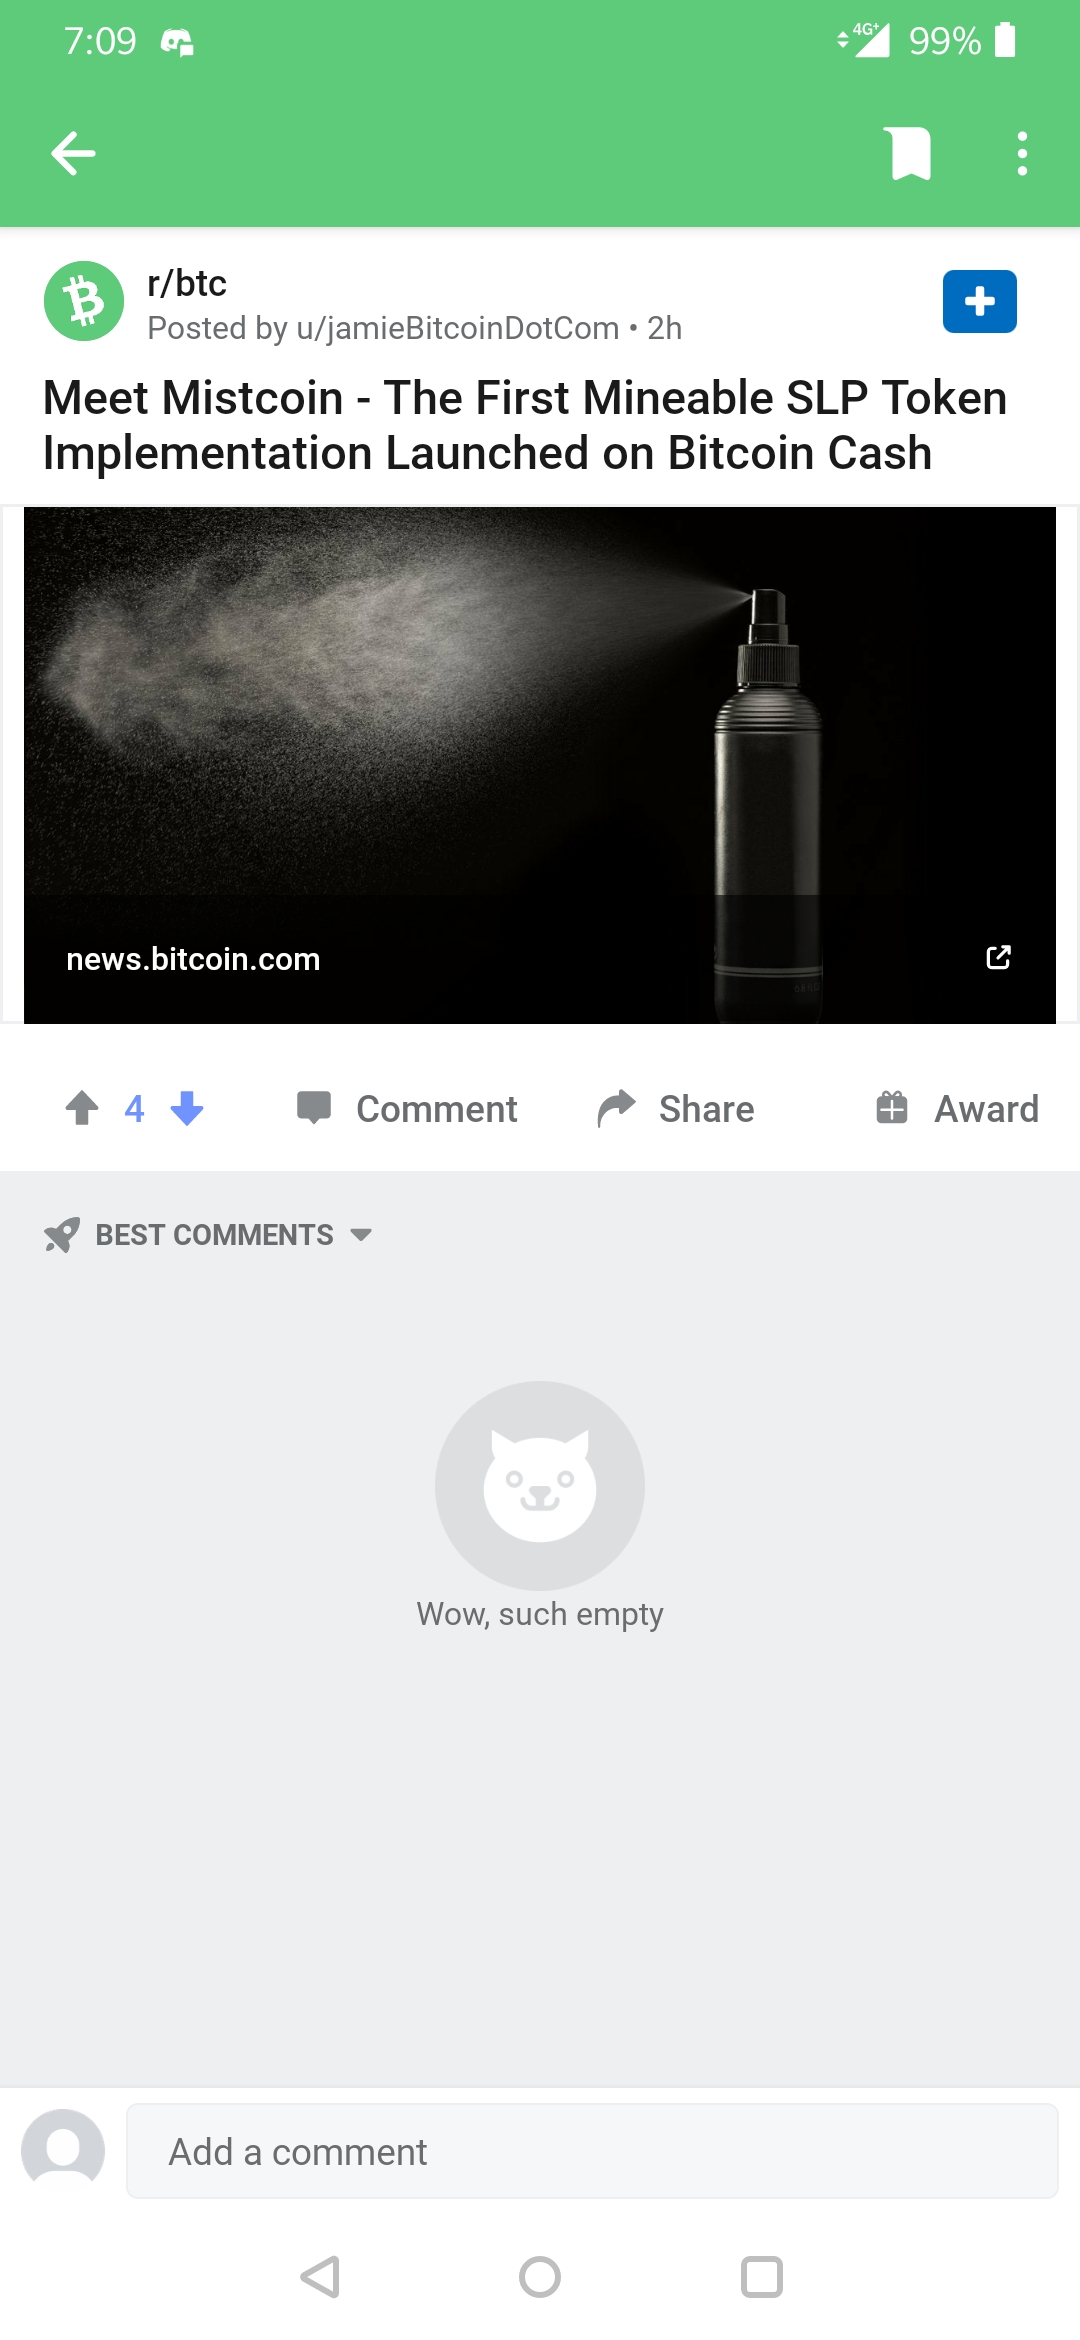 7:09
4G+ 99%
r/btc
Posted by u/jamieBitcoinDotCom • 2h
Meet Mistcoin - The First Mineable SLP Token
Implementation Launched on Bitcoin Cash
news.bitcoin.com
4 Comment Share Award
BEST COMMENTS
Wow, such empty
Add a comment